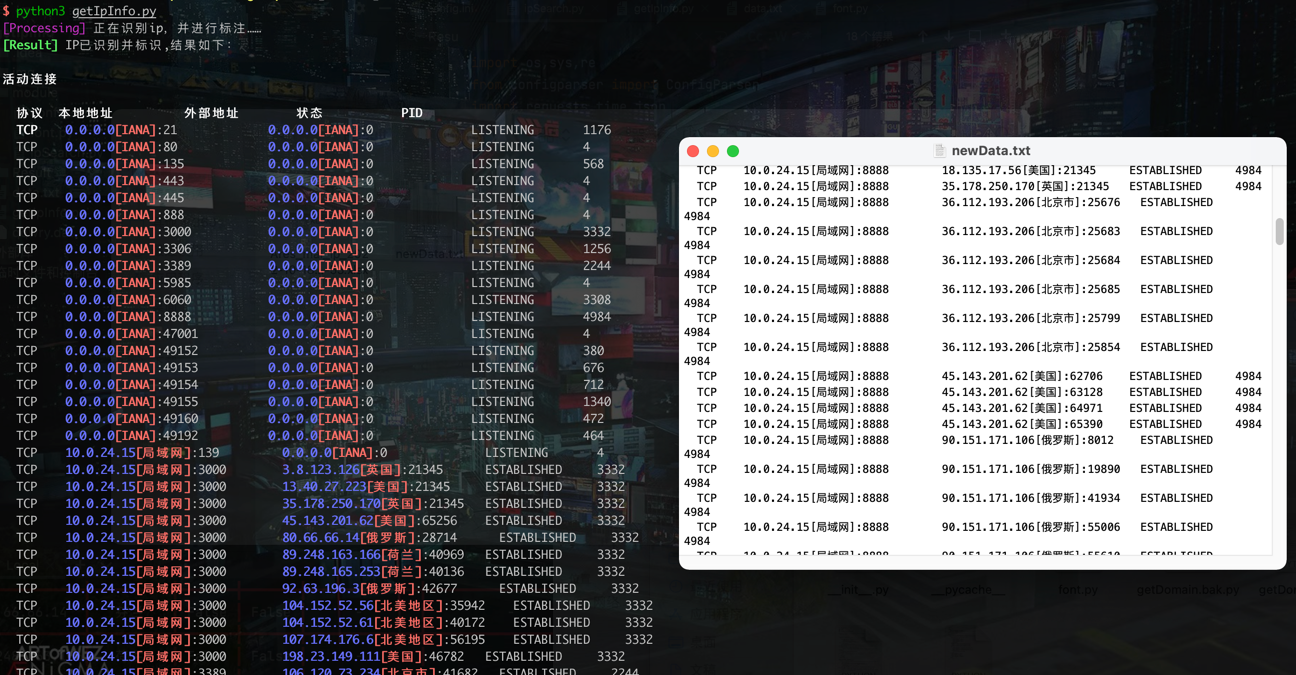 $ python3 getIpInfo.py
[Processing] 正在识别ip, 并进行标注……
[Result] IP已识别并标识,结果如下:
活动连接
协议 本地地址 外部地址 状态 PID
TCP 0.0.0.0[IANA]:21 0.0.0.0[IANA]:0 LISTENING 1176
TCP 0.0.0.0[IANA]:80 0.0.0.0[IANA]:0 LISTENING 4
TCP 0.0.0.0[IANA]:135 0.0.0.0[IANA]:0 LISTENING 568
TCP 0.0.0.0[IANA]:443 0.0.0.0[IANA]:0 LISTENING 4
TCP 0.0.0.0[IANA]:445 0.0.0.0[IANA]:0 LISTENING 4
TCP 0.0.0.0[IANA]:888 0.0.0.0[IANA]:0 LISTENING 4
TCP 0.0.0.0[IANA]:3000 0.0.0.0[IANA]:0 LISTENING 3332
TCP 0.0.0.0[IANA]:3306 0.0.0.0[IANA]:0 LISTENING 1256
TCP 0.0.0.0[IANA]:3389 0.0.0.0[IANA]:0 LISTENING 2244
TCP 0.0.0.0[IANA]:5985 0.0.0.0[IANA]:0 LISTENING 4
TCP 0.0.0.0[IANA]:6060 0.0.0.0[IANA]:0 LISTENING 3308
TCP 0.0.0.0[IANA]:8888 0.0.0.0[IANA]:0 LISTENING 4984
TCP 0.0.0.0[IANA]:47001 0.0.0.0[IANA]:0 LISTENING 4
TCP 0.0.0.0[IANA]:49152 0.0.0.0[IANA]:0 LISTENING 380
TCP 0.0.0.0[IANA]:49153 0.0.0.0[IANA]:0 LISTENING 676
TCP 0.0.0.0[IANA]:49154 0.0.0.0[IANA]:0 LISTENING 712
TCP 0.0.0.0[IANA]:49155 0.0.0.0[IANA]:0 LISTENING 1340
TCP 0.0.0.0[IANA]:49160 0.0.0.0[IANA]:0 LISTENING 472
TCP 0.0.0.0[IANA]:49192 0.0.0.0[IANA]:0 LISTENING 464
TCP 10.0.24.15[局域网]:139 0.0.0.0[IANA]:0 LISTENING 4
TCP 10.0.24.15[局域网]:3000 3.8.123.126[英国]:21345 ESTABLISHED 3332
TCP 10.0.24.15[局域网]:3000 13.40.27.223[美国]:21345 ESTABLISHED 3332
TCP 10.0.24.15[局域网]:3000 35.178.250.170[英国]:21345 ESTABLISHED 3332
TCP 10.0.24.15[局域网]:3000 45.143.201.62[美国]:65256 ESTABLISHED 3332
TCP 10.0.24.15[局域网]:3000 80.66.66.14[俄罗斯]:28714 ESTABLISHED 3332
TCP 10.0.24.15[局域网]:3000 89.248.163.166[荷兰]:40969 ESTABLISHED 3332
TCP 10.0.24.15[局域网]:3000 89.248.165.253[荷兰]:40136 ESTABLISHED 3332
TCP 10.0.24.15[局域网]:3000 92.63.196.3[俄罗斯]:42677 ESTABLISHED 3332
TCP 10.0.24.15[局域网]:3000 104.152.52.56[北美地区]:35942 ESTABLISHED 3332
TCP 10.0.24.15[局域网]:3000 104.152.52.61[北美地区]:40172 ESTABLISHED 3332
TCP 10.0.24.15[局域网]:3000 107.174.176.6[北美地区]:56195 ESTABLISHED 3332
TCP 10.0.24.15[局域网]:3000 198.23.149.111[美国]:46782 ESTABLISHED 3332
TCP 10.0.24.15[局域网]:3389 106.120.73.234[北京市]:41682 ESTABLISHED 2244
newData.txt
TCP 10.0.24.15[局域网]:8888 18.135.17.56[美国]:21345 ESTABLISHED 4984
TCP 10.0.24.15[局域网]:8888 35.178.250.170[英国]:21345 ESTABLISHED 4984
TCP 10.0.24.15[局域网]:8888 36.112.193.206[北京市]:25676 ESTABLISHED
4984
TCP 10.0.24.15[局域网]:8888 36.112.193.206[北京市]:25683 ESTABLISHED
4984
TCP 10.0.24.15[局域网]:8888 36.112.193.206[北京市]:25684 ESTABLISHED
4984
TCP 10.0.24.15[局域网]:8888 36.112.193.206[北京市]:25685 ESTABLISHED
4984
TCP 10.0.24.15[局域网]:8888 36.112.193.206[北京市]:25799 ESTABLISHED
4984
TCP 10.0.24.15[局域网]:8888 36.112.193.206[北京市]:25854 ESTABLISHED
4984
TCP 10.0.24.15[局域网]:8888 45.143.201.62[美国]:62706 ESTABLISHED 4984
TCP 10.0.24.15[局域网]:8888 45.143.201.62[美国]:63128 ESTABLISHED 4984
TCP 10.0.24.15[局域网]:8888 45.143.201.62[美国]:64971 ESTABLISHED 4984
TCP 10.0.24.15[局域网]:8888 45.143.201.62[美国]:65390 ESTABLISHED 4984
TCP 10.0.24.15[局域网]:8888 90.151.171.106[俄罗斯]:8012 ESTABLISHED
4984
TCP 10.0.24.15[局域网]:8888 90.151.171.106[俄罗斯]:19890 ESTABLISHED
4984
TCP 10.0.24.15[局域网]:8888 90.151.171.106[俄罗斯]:41934 ESTABLISHED
4984
TCP 10.0.24.15[局域网]:8888 90.151.171.106[俄罗斯]:55006 ESTABLISHED
4984
__init__.py __pycache__ font.py getDomain.bak.py